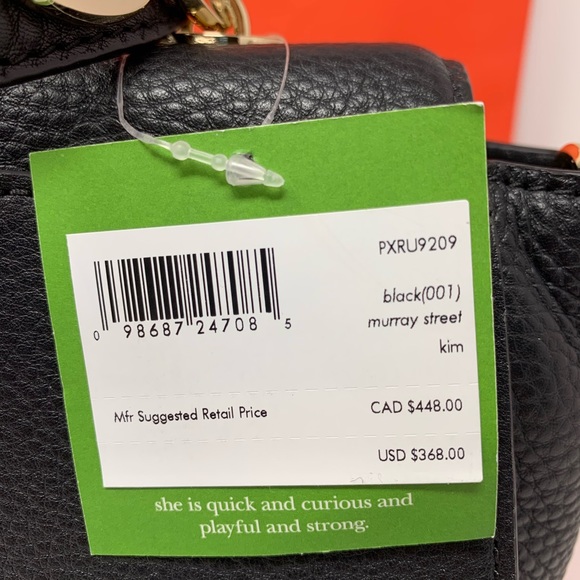 PXRU9209
black(001)
murray street
kim
0 98687 24708 5
Mfr Suggested Retail Price CAD $448.00
USD $368.00
she is quick and curious and
playful and strong.